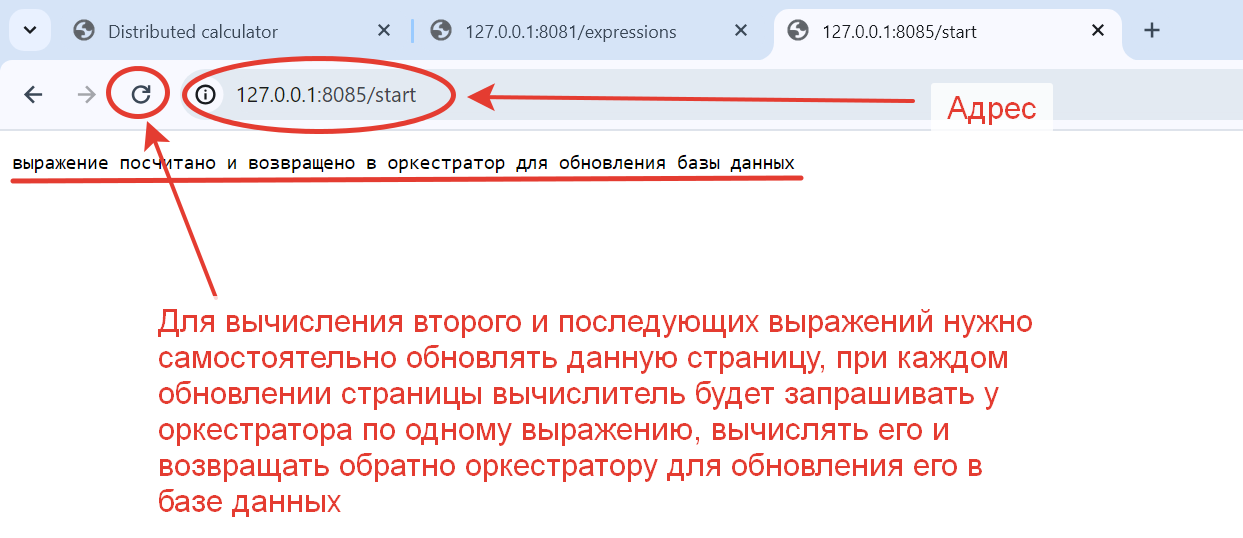 Distributed calculator
127.0.0.1:8081/expressions
127.0.0.1:8085/start
127.0.0.1:8085/start
Адрес
выражение посчитано и возвращено в оркестратор для обновления базы данных
Для вычисления второго и последующих выражений нужно
самостоятельно обновлять данную страницу, при каждом
обновлении страницы вычислитель будет запрашивать у
оркестратора по одному выражению, вычислять его и
возвращать обратно оркестратору для обновления его в
базе данных